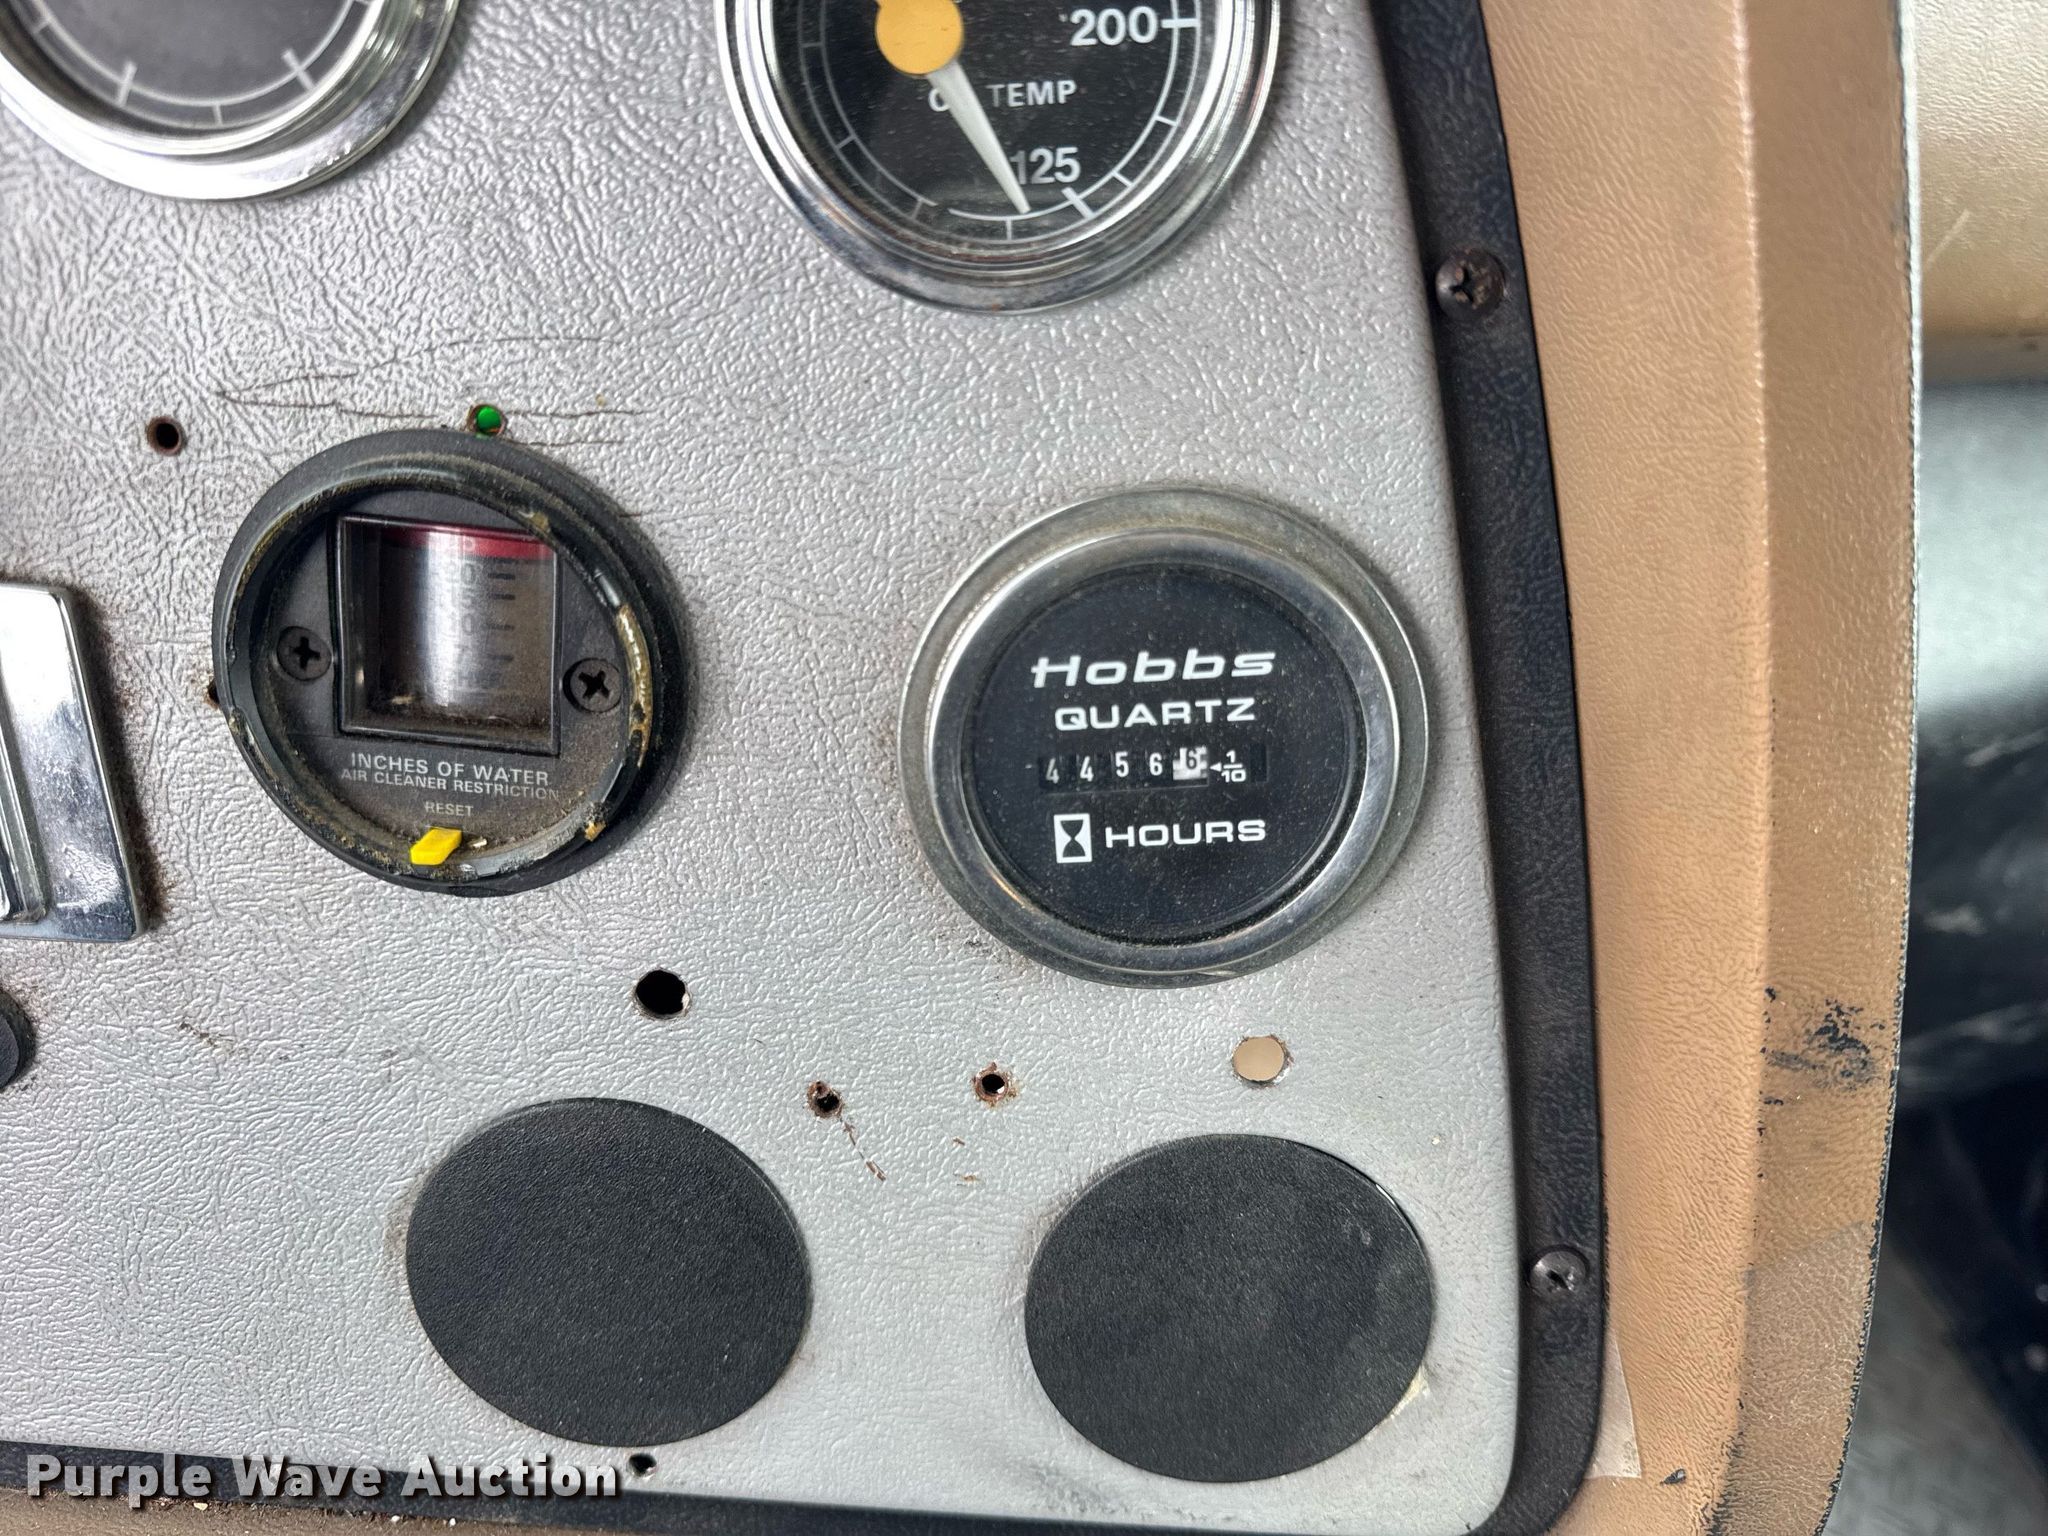 200
TEMP
125
INCHES OF WATER
AIR CLEANER RESTRICTION
RESET
Hobbs
QUARTZ
4 4 5 6 6 1/10
HOURS
Purple Wave Auction